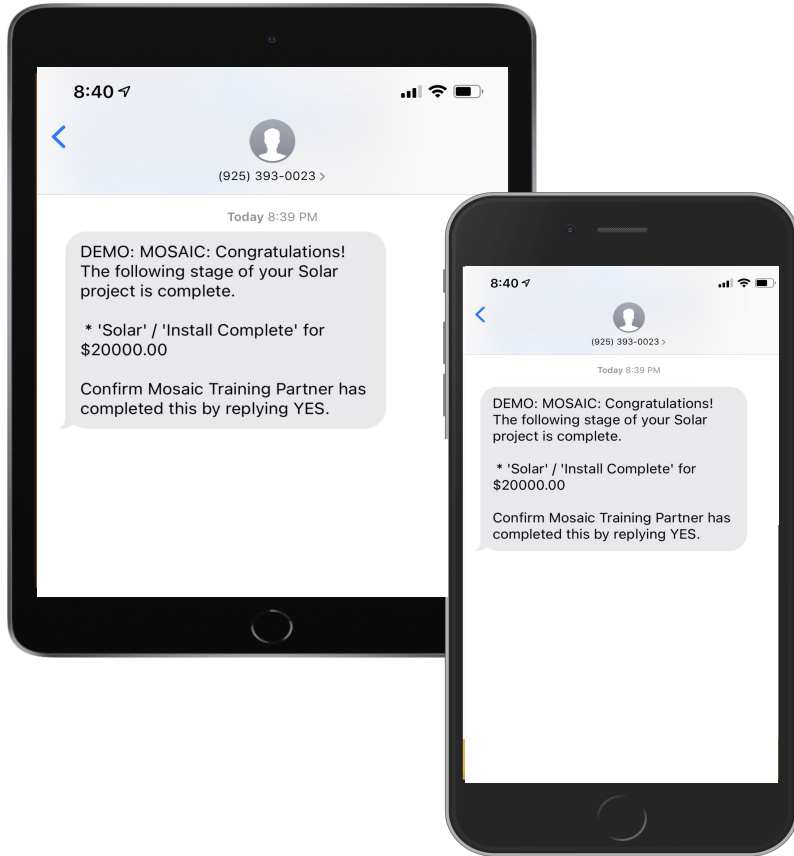 8:40
(925) 393-0023 >
Today 8:39 PM
DEMO: MOSAIC: Congratulations!
The following stage of your Solar
project is complete.
* 'Solar' / 'Install Complete' for
$20000.00
Confirm Mosaic Training Partner has
completed this by replying YES.
8:40
(925) 393-0023 >
Today 8:39 PM
DEMO: MOSAIC: Congratulations!
The following stage of your Solar
project is complete.
* 'Solar' / 'Install Complete' for
$20000.00
Confirm Mosaic Training Partner has
completed this by replying YES.